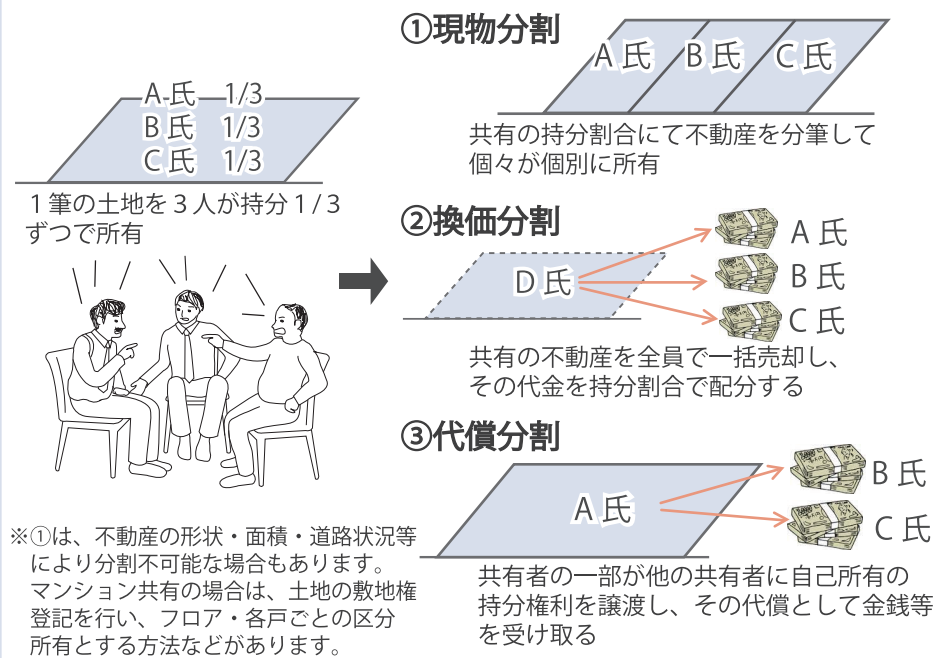 A氏 1/3
B氏 1/3
C氏 1/3
1筆の土地を3人が持分1/3
ずつで所有
①現物分割
A氏 B氏 C氏
共有の持分割合にて不動産を分筆して
個々が個別に所有
②換価分割
D氏
A氏
B氏
C氏
共有の不動産を全員で一括売却し、
その代金を持分割合で配分する
③代償分割
A氏
B氏
C氏
共有者の一部が他の共有者に自己所有の
持分権利を譲渡し、その代償として金銭等
を受け取る
※①は、不動産の形状・面積・道路状況等
により分割不可能な場合もあります。
マンション共有の場合は、土地の敷地権
登記を行い、フロア・各戸ごとの区分
所有とする方法などがあります。